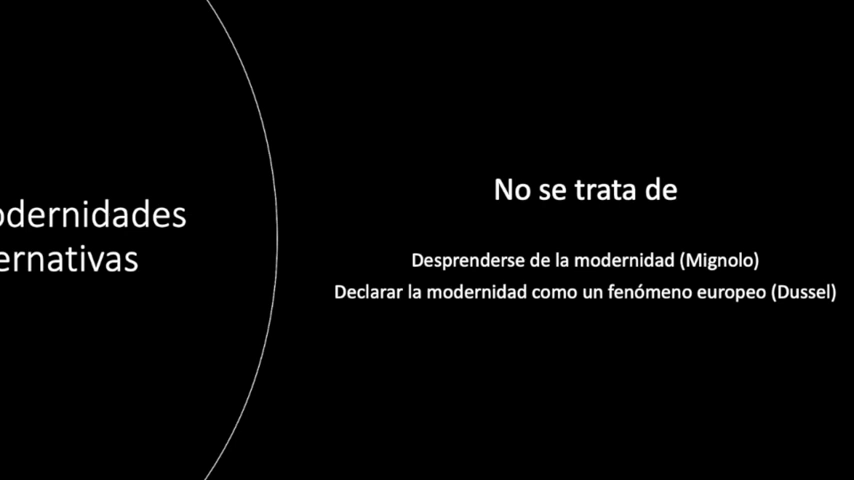 odernidades
ernativas
No se trata de
Desprenderse de la modernidad (Mignolo)
Declarar la modernidad como un fenómeno europeo (Dussel)